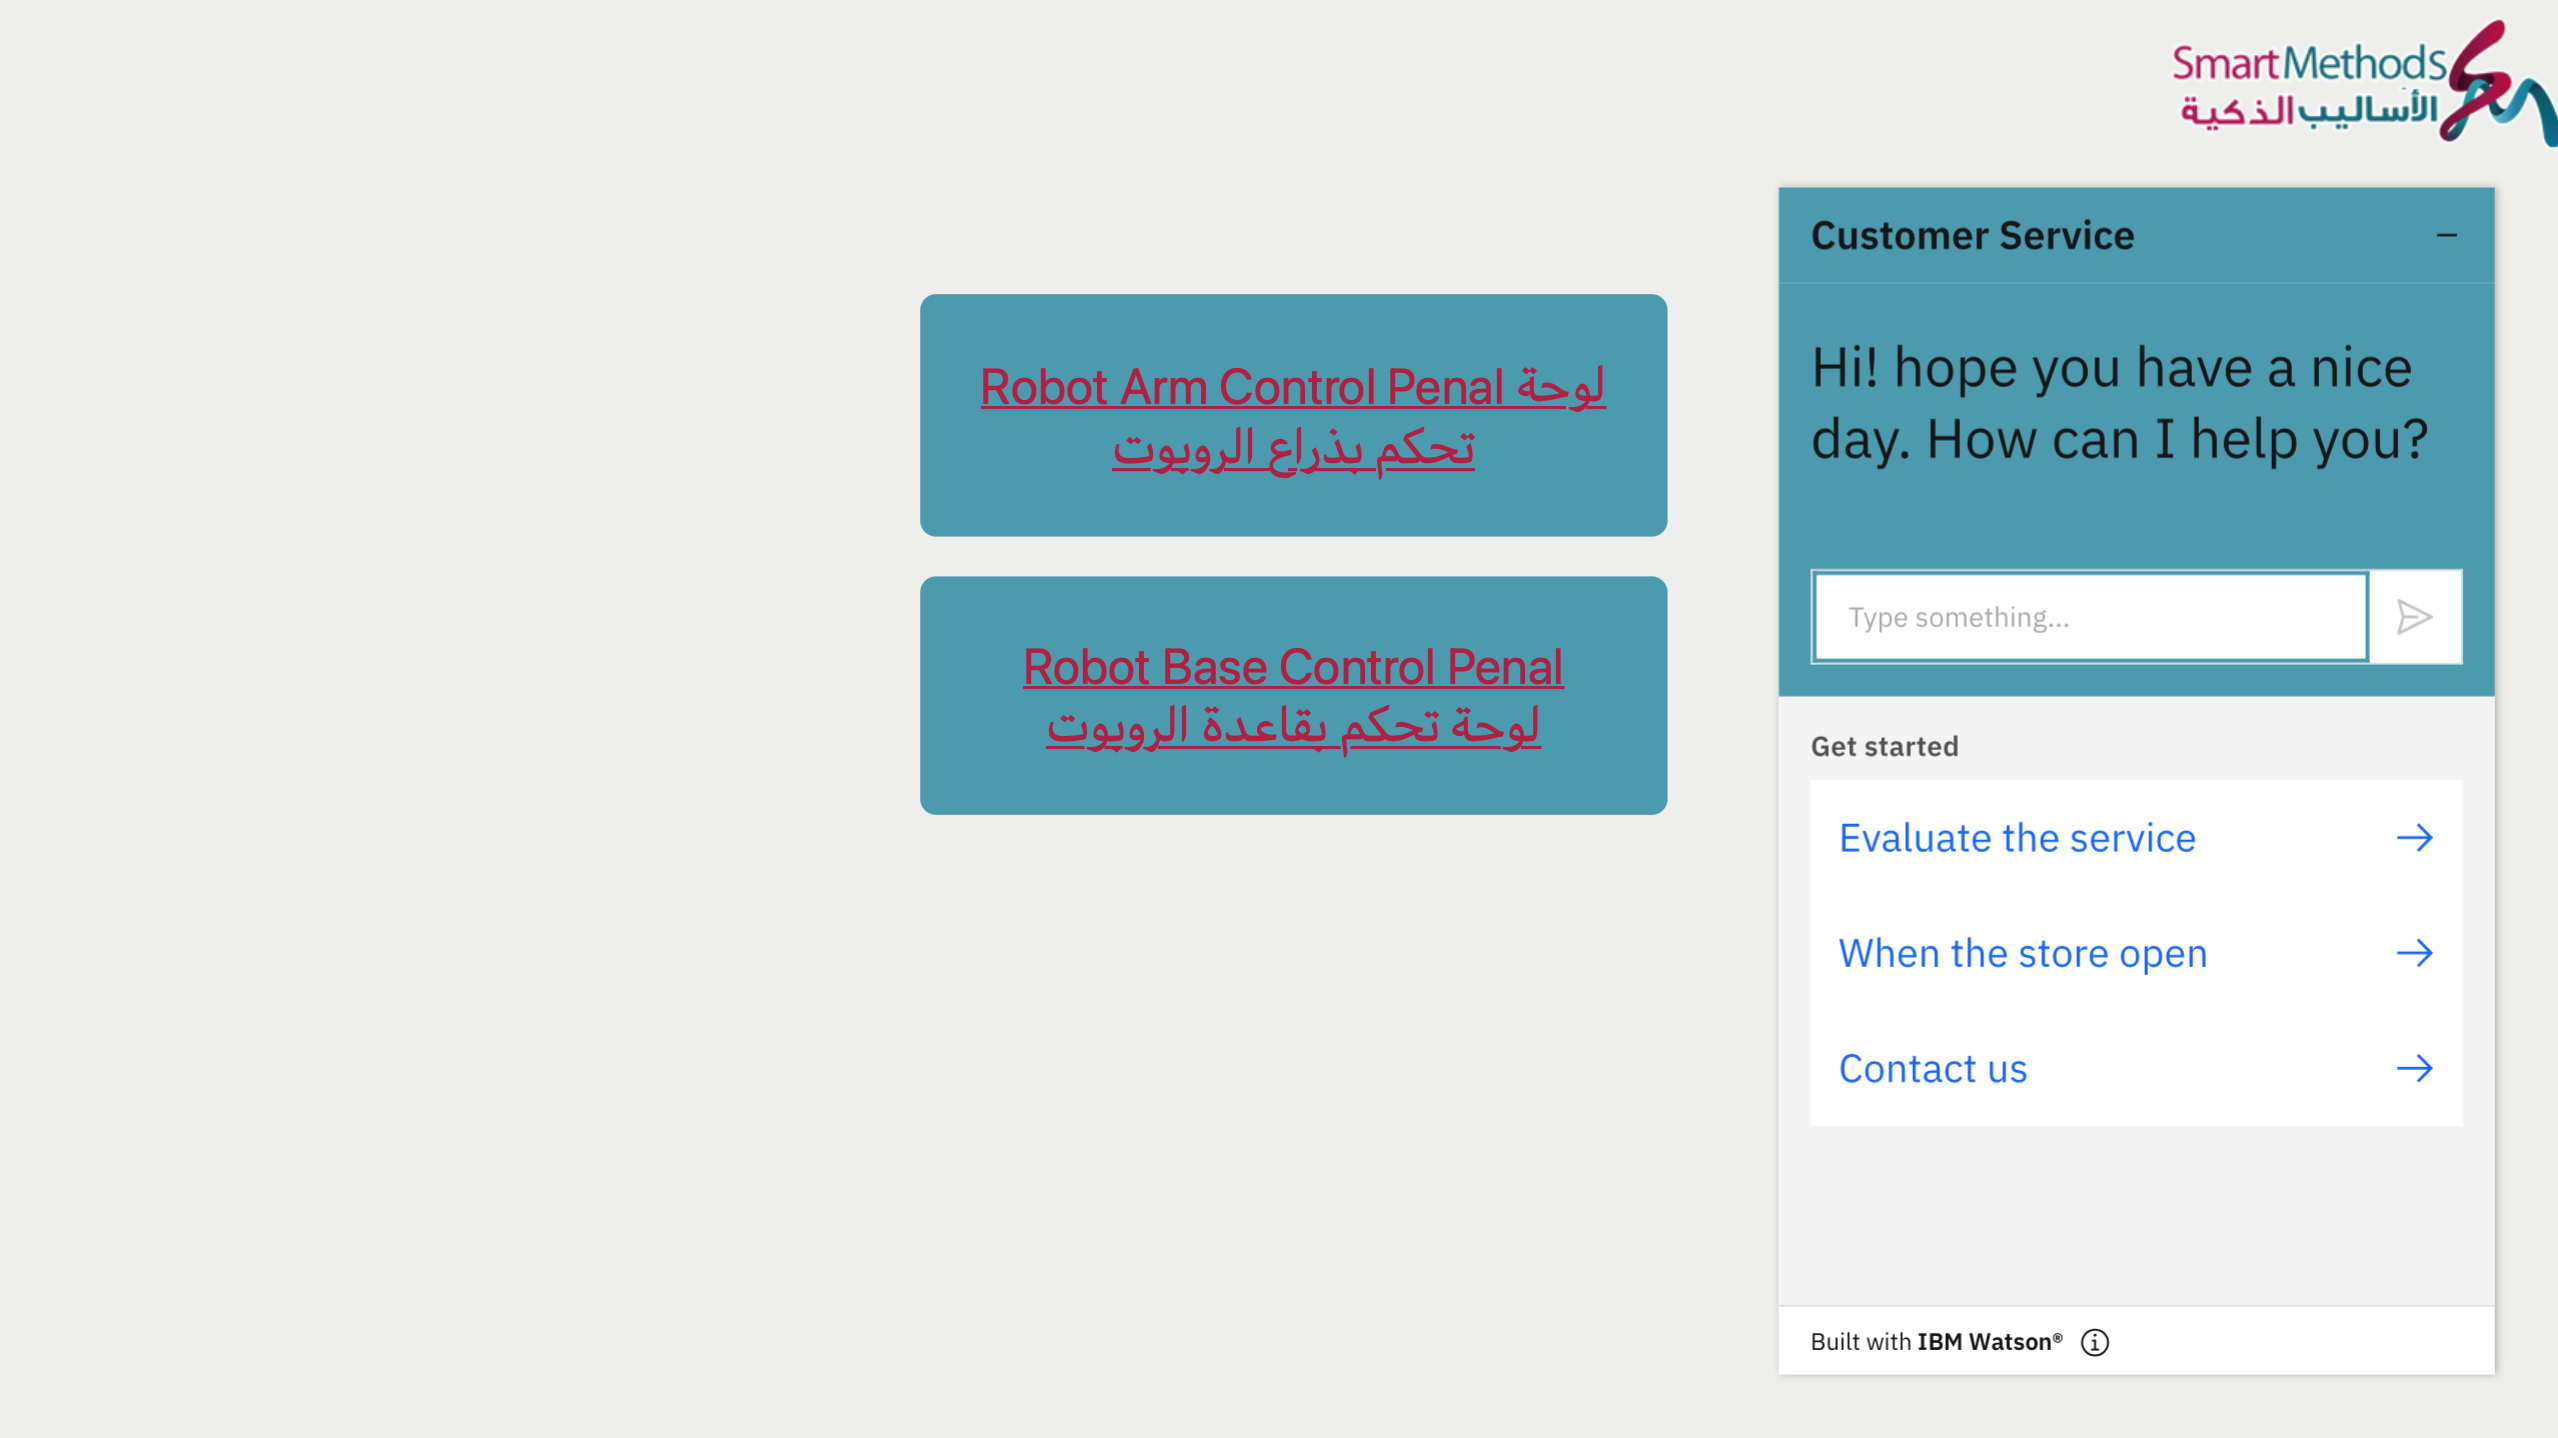 SmartMethods
الأساليب الذكية
Robot Arm Control Penal لوحة
تحكم بذراع الروبوت
Robot Base Control Penal
لوحة تحكم بقاعدة الروبوت
Customer Service
Hi! hope you have a nice
day. How can I help you?
Type something...
Get started
Evaluate the service
When the store open
Contact us
Built with IBM Watson®